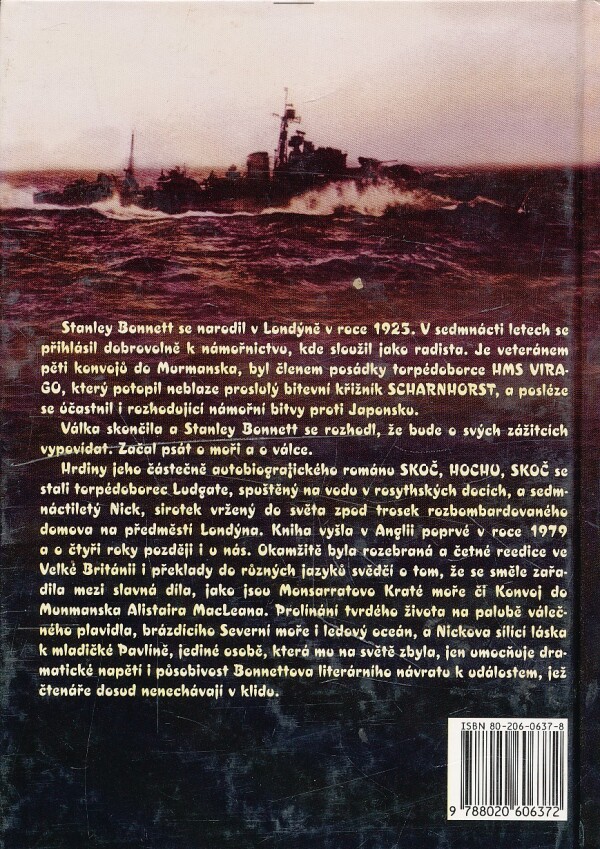 Stanley Bonnett se narodil v Londýně v roce 1925. V sedmnácti letech se
přihlásil dobrovolně k námořnictvu, kde sloužil jako radista. Je veteránem
pěti konvojů do Murmanska, byl členem posádky torpédoborce HMS VIRA-
GO, který potopil neblaze proslulý bitevní křižník SCHARNHORST, a posléze
se účastnil i rozhodující námořní bitvy proti Japonsku.
Válka skončila a Stanley Bonnett se rozhodl, že bude o svých zážitcích
vypovídat. Začal psát o moři a o válce.
Hrdiny jeho částečně autobiografického románu SKOČ, HOCHU, SKOČ se
stali torpédoborec Ludgate, spuštěný na vodu v rosythských docích, a sedm-
náctiletý Nick, sirotek vržený do světa zpod trosek rozbombardovaného
domova na předměstí Londýna. Kniha vyšla v Anglii poprvé v roce 1979
a o čtyři roky později i u nás. Okamžitě byla rozebraná a četné reedice ve
Velké Británii i překlady do různých jazyků svědčí o tom, že se směle zařa-
dila mezi slavná díla, jako jsou Monsarratovo Kruté moře či Konvoj do
Murmanska Alistaira MacLeana. Prolínání tvrdého života na palubě váleč-
ného plavidla, brázdícího Severní moře i ledový oceán, a Nickova sílící láska
k mladičké Pavlíně, jediné osobě, která mu na světě zbyla, jen umocňuje dra-
matické napětí i působivost Bonnettova literárního návratu k událostem, jež
čtenáře dosud nenechávají v klidu.
ISBN 80-206-0637-8
9 788020 606372